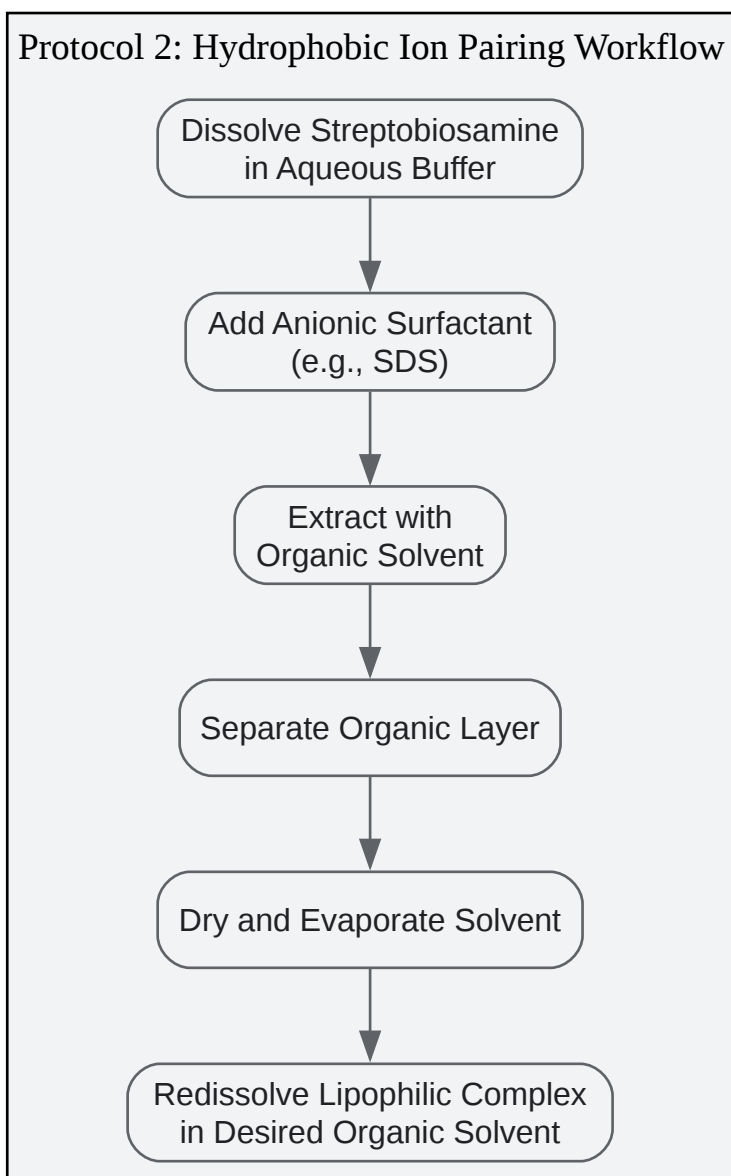 Protocol 2: Hydrophobic Ion Pairing Workflow
Dissolve Streptobiosamine
in Aqueous Buffer
Add Anionic Surfactant
(e.g., SDS)
Extract with
Organic Solvent
Separate Organic Layer
Dry and Evaporate Solvent
Redissolve Lipophilic Complex
in Desired Organic Solvent